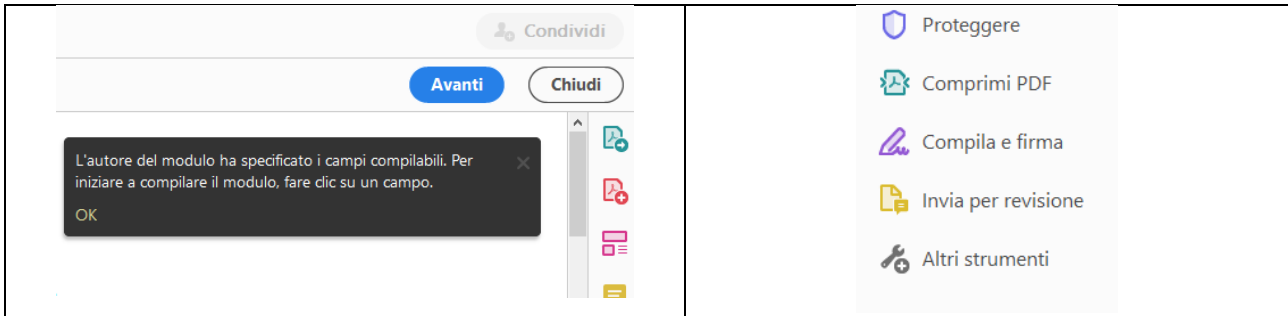 Condividi
Avanti
Chiudi
L'autore del modulo ha specificato i campi compilabili. Per
iniziare a compilare il modulo, fare clic su un campo.
OK
Proteggere
Comprimi PDF
Compila e firma
Invia per revisione
Altri strumenti